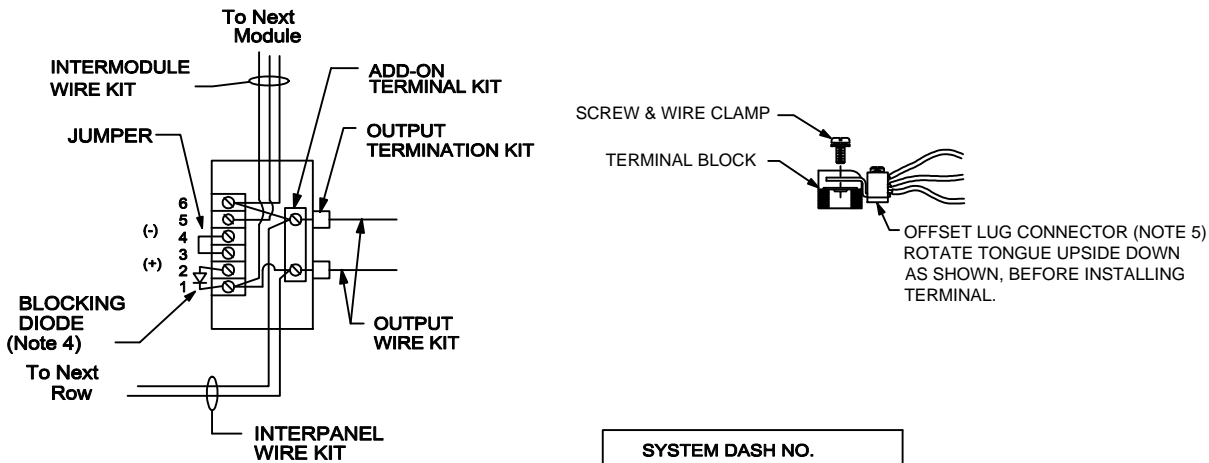 To Next
Module
INTERMODULE
WIRE KIT
ADD-ON
TERMINAL KIT
JUMPER
OUTPUT
TERMINATION KIT
6
5
(-) 4
3
(+) 2
1
BLOCKING
DIODE
(Note 4)
OUTPUT
WIRE KIT
To Next
Row
INTERPANEL
WIRE KIT
SCREW & WIRE CLAMP
TERMINAL BLOCK
OFFSET LUG CONNECTOR (NOTE 5)
ROTATE TONGUE UPSIDE DOWN
AS SHOWN, BEFORE INSTALLING
TERMINAL.
SYSTEM DASH NO.